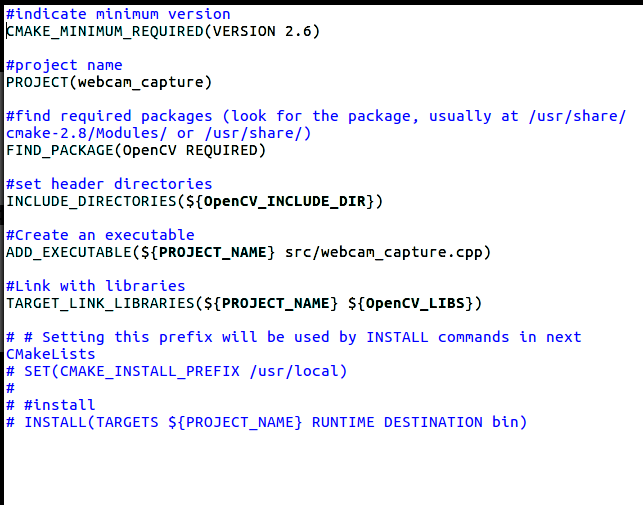 #indicate minimum version
CMAKE_MINIMUM_REQUIRED(VERSION 2.6)
#project name
PROJECT(webcam_capture)
#find required packages (look for the package, usually at /usr/share/
cmake-2.8/Modules/ or /usr/share/)
FIND_PACKAGE(OpenCV REQUIRED)
#set header directories
INCLUDE_DIRECTORIES(${OpenCV_INCLUDE_DIR})
#Create an executable
ADD_EXECUTABLE(${PROJECT_NAME} src/webcam_capture.cpp)
#Link with libraries
TARGET_LINK_LIBRARIES(${PROJECT_NAME} ${OpenCV_LIBS})
# # Setting this prefix will be used by INSTALL commands in next
CMakeLists
# SET(CMAKE_INSTALL_PREFIX /usr/local)
#
# #install
# INSTALL(TARGETS ${PROJECT_NAME} RUNTIME DESTINATION bin)